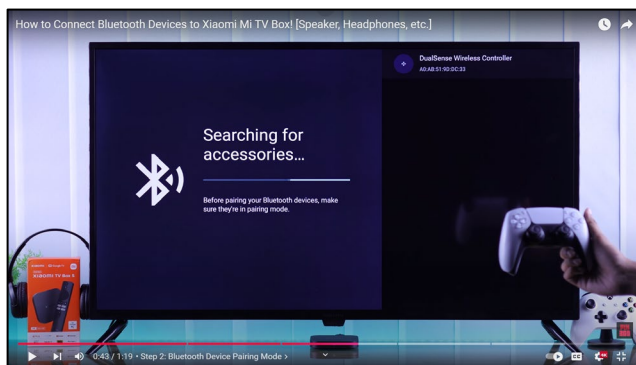 How to Connect Bluetooth Devices to Xiaomi Mi TV Box! [Speaker, Headphones, etc.]
DualSense Wireless Controller
A0:AB:51:9D:DC:33
Searching for
accessories...
Before pairing your Bluetooth devices, make
sure they're in pairing mode.
XIAOMI TV Box S
0:43 / 1:19 • Step 2: Bluetooth Device Pairing Mode >
CC